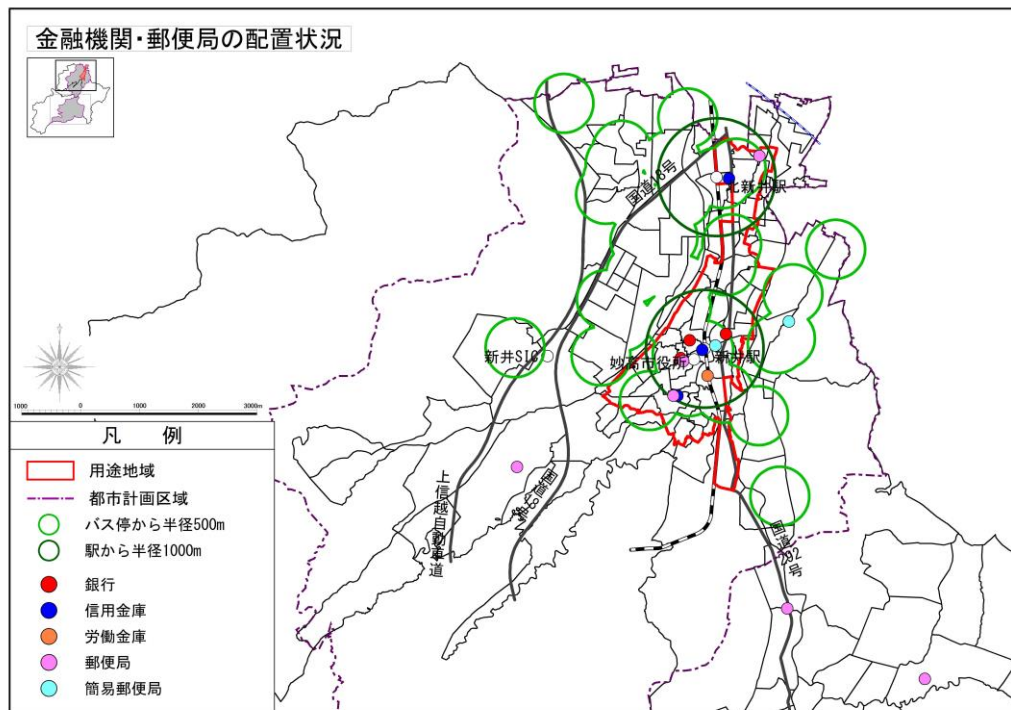 金融機関・郵便局の配置状況
国道18号
北新井駅
新井SIC
妙高市役所
新井駅
1000 0 1000 2000 3000m
凡 例
用途地域
都市計画区域
バス停から半径500m
駅から半径1000m
銀行
信用金庫
労働金庫
郵便局
簡易郵便局
上信越自動車道
国道18号
国道292号